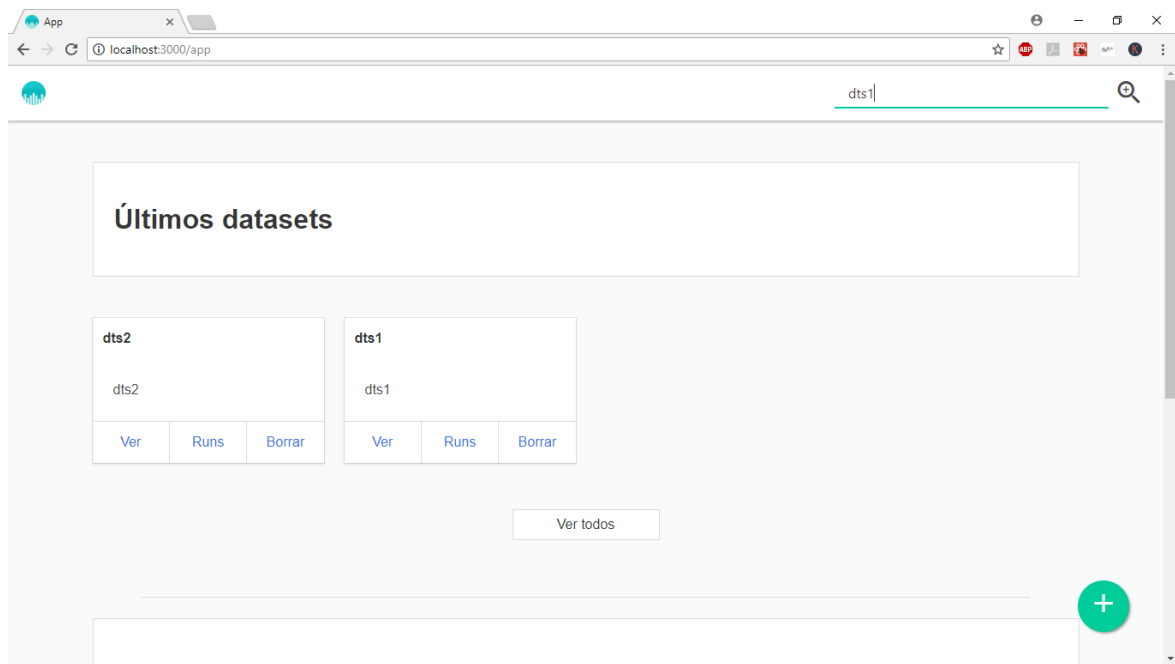 App
localhost:3000/app
ABP
M+
K
dts1
Últimos datasets
dts2
dts2
Ver Runs Borrar
dts1
dts1
Ver Runs Borrar
Ver todos